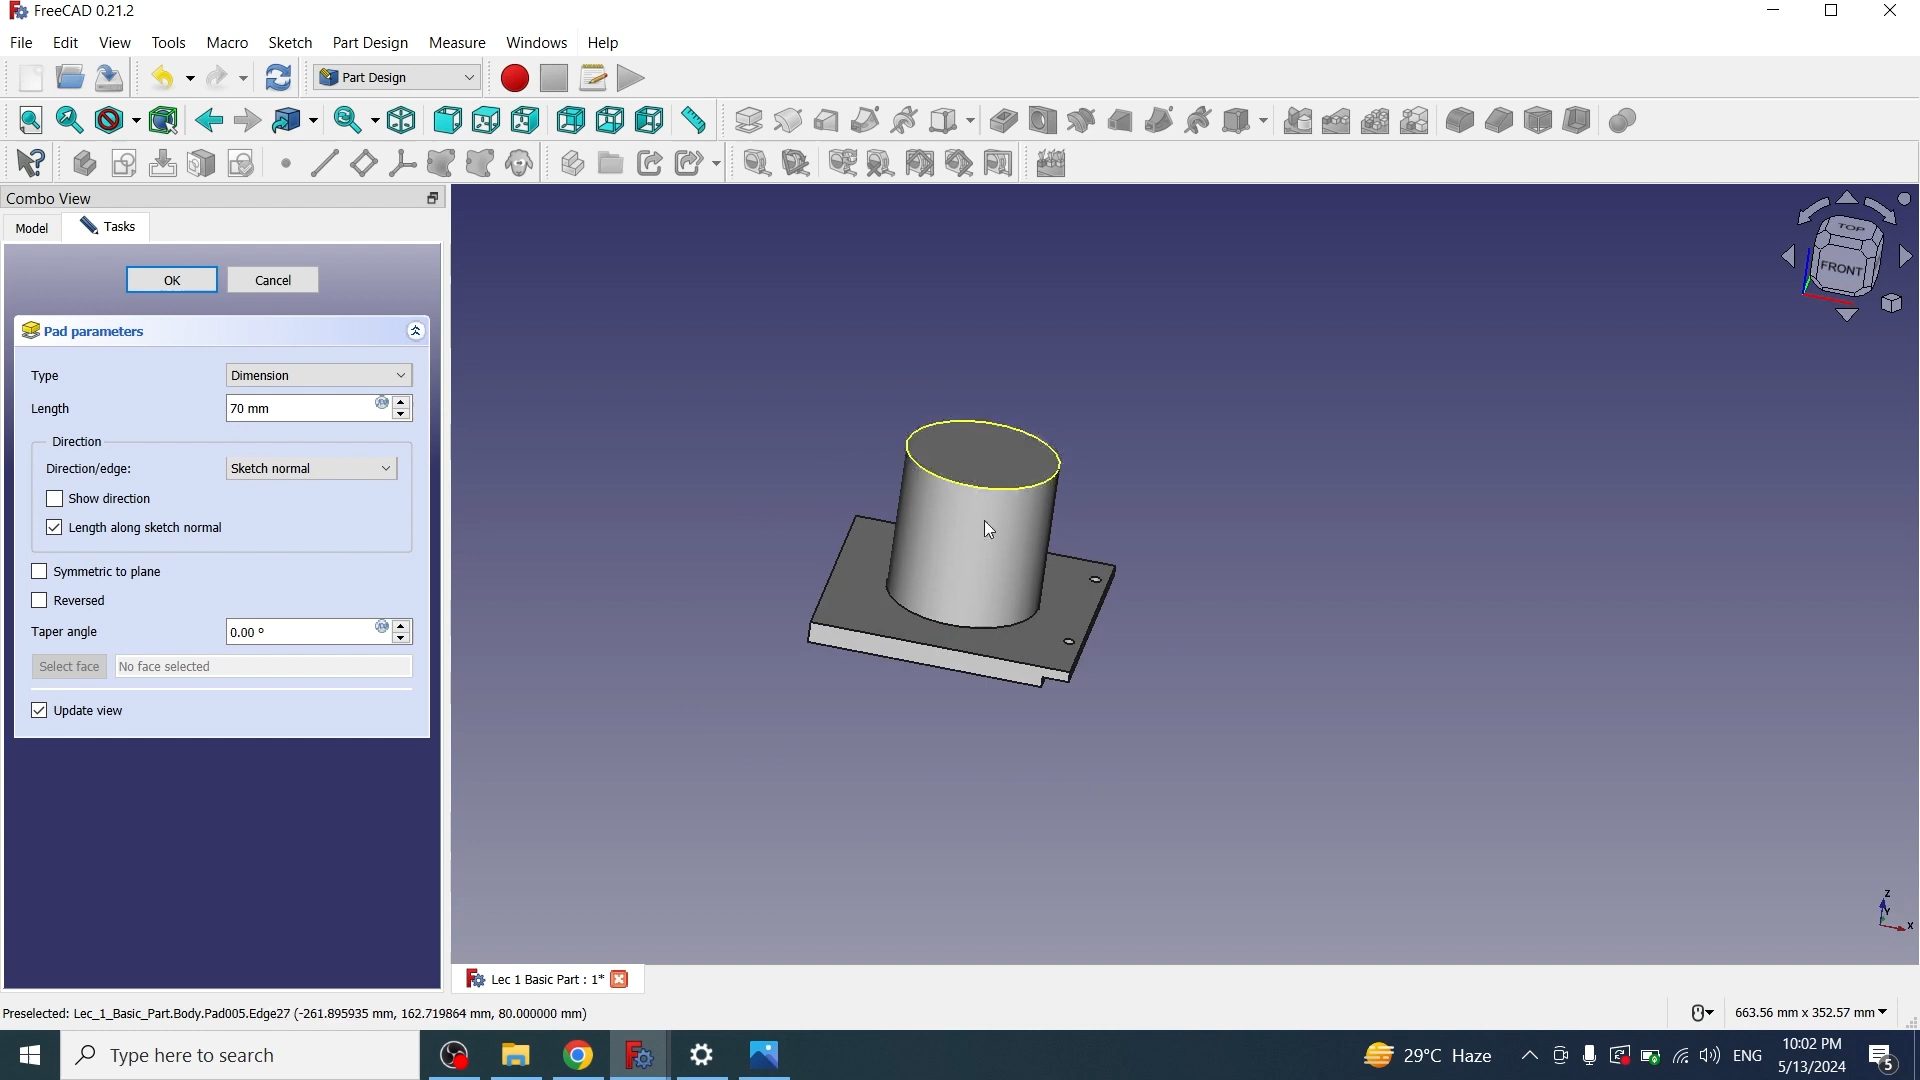 FreeCAD 0.21.2
File Edit View Tools Macro Sketch Part Design Measure Windows Help
Part Design
Combo View
Model Tasks
OK Cancel
Pad parameters
Type Dimension
Length 70 mm
Direction
Direction/edge: Sketch normal
Show direction
Length along sketch normal
Symmetric to plane
Reversed
Taper angle 0.00 °
Select face No face selected
Update view
TOP
FRONT
Z
Y
X
Lec 1 Basic Part : 1*
Preselected: Lec_1_Basic_Part.Body.Pad005.Edge27 (-261.895935 mm, 162.719864 mm, 80.000000 mm)
663.56 mm x 352.57 mm
Type here to search
29°C Haze
ENG
10:02 PM
5/13/2024
5